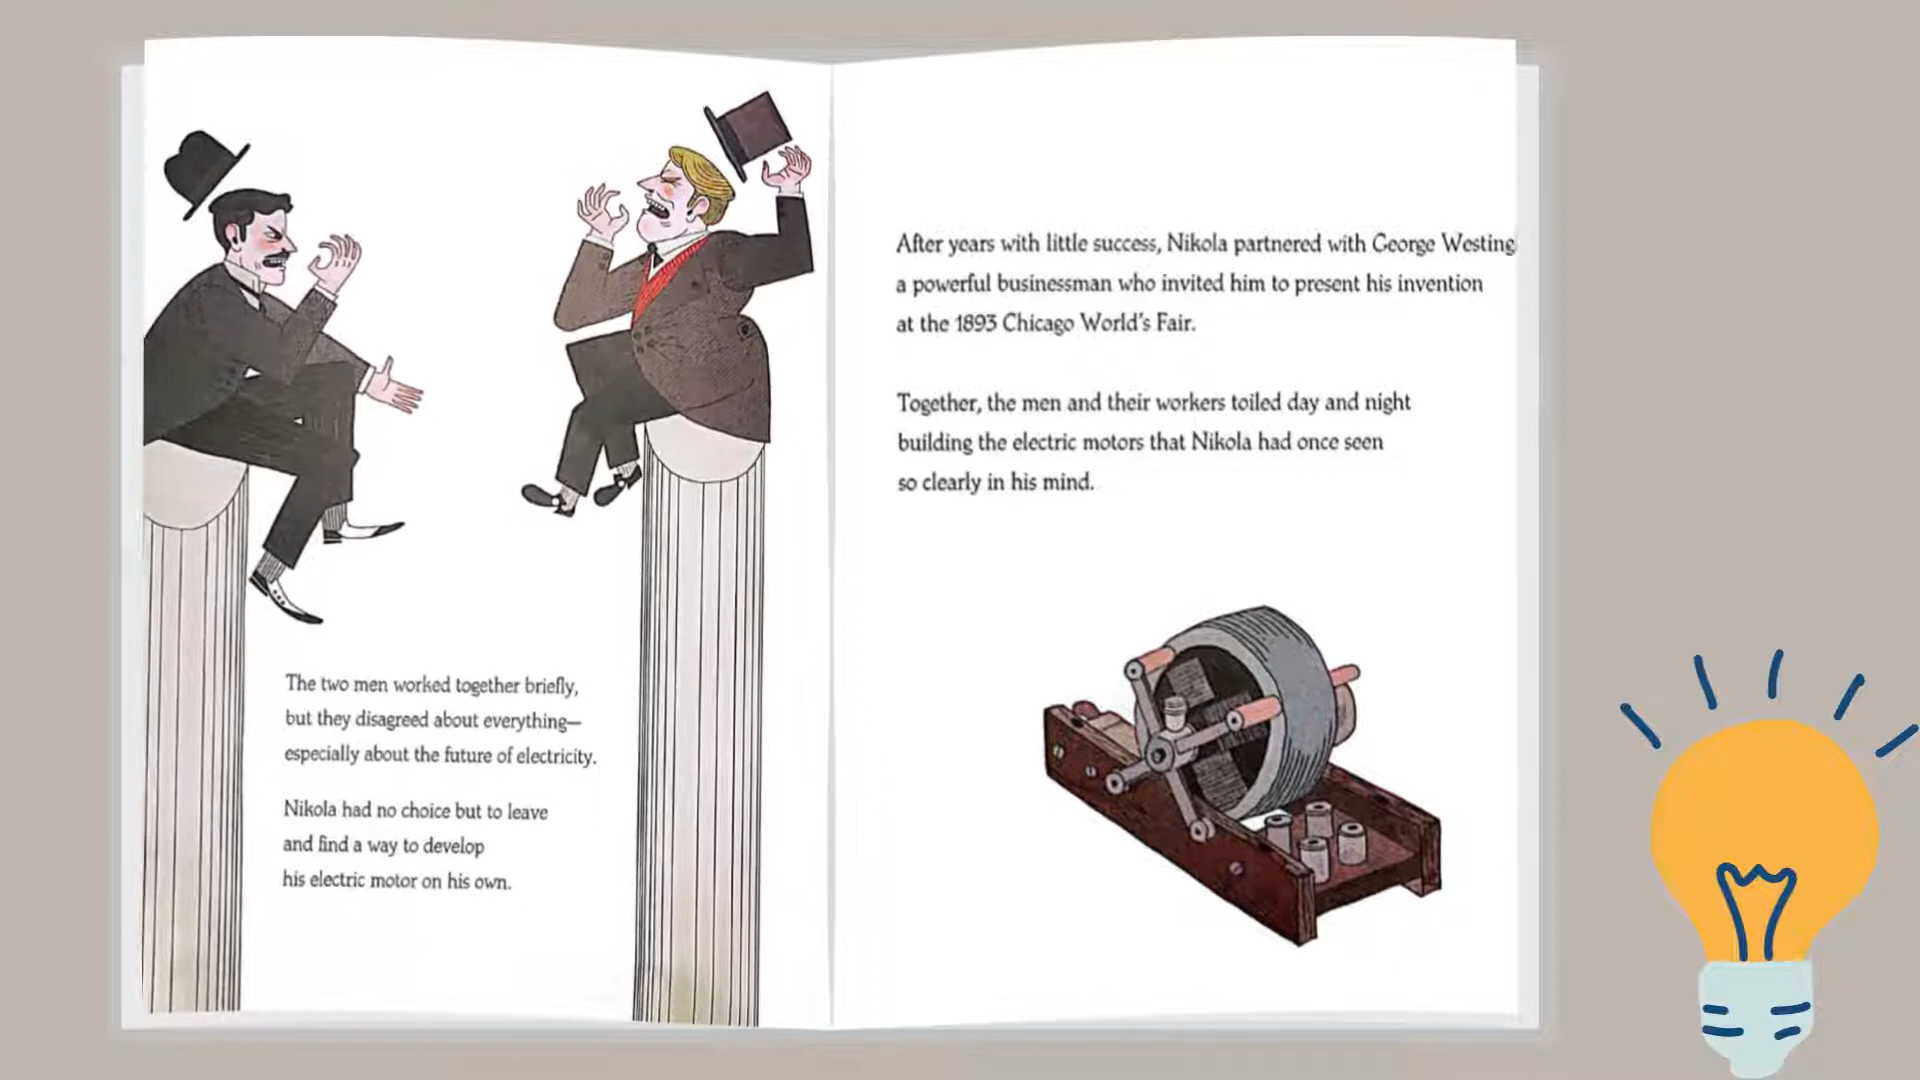 The two men worked together briefly,
but they disagreed about everything—
especially about the future of electricity.
Nikola had no choice but to leave
and find a way to develop
his electric motor on his own.
After years with little success, Nikola partnered with George Westing
a powerful businessman who invited him to present his invention
at the 1893 Chicago World's Fair.
Together, the men and their workers toiled day and night
building the electric motors that Nikola had once seen
so clearly in his mind.